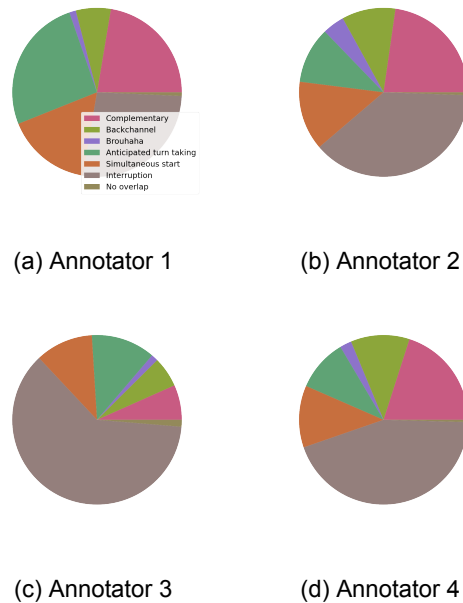 Complementary
Backchannel
Brouhaha
Anticipated turn taking
Simultaneous start
Interruption
No overlap
(a) Annotator 1
(b) Annotator 2
(c) Annotator 3
(d) Annotator 4